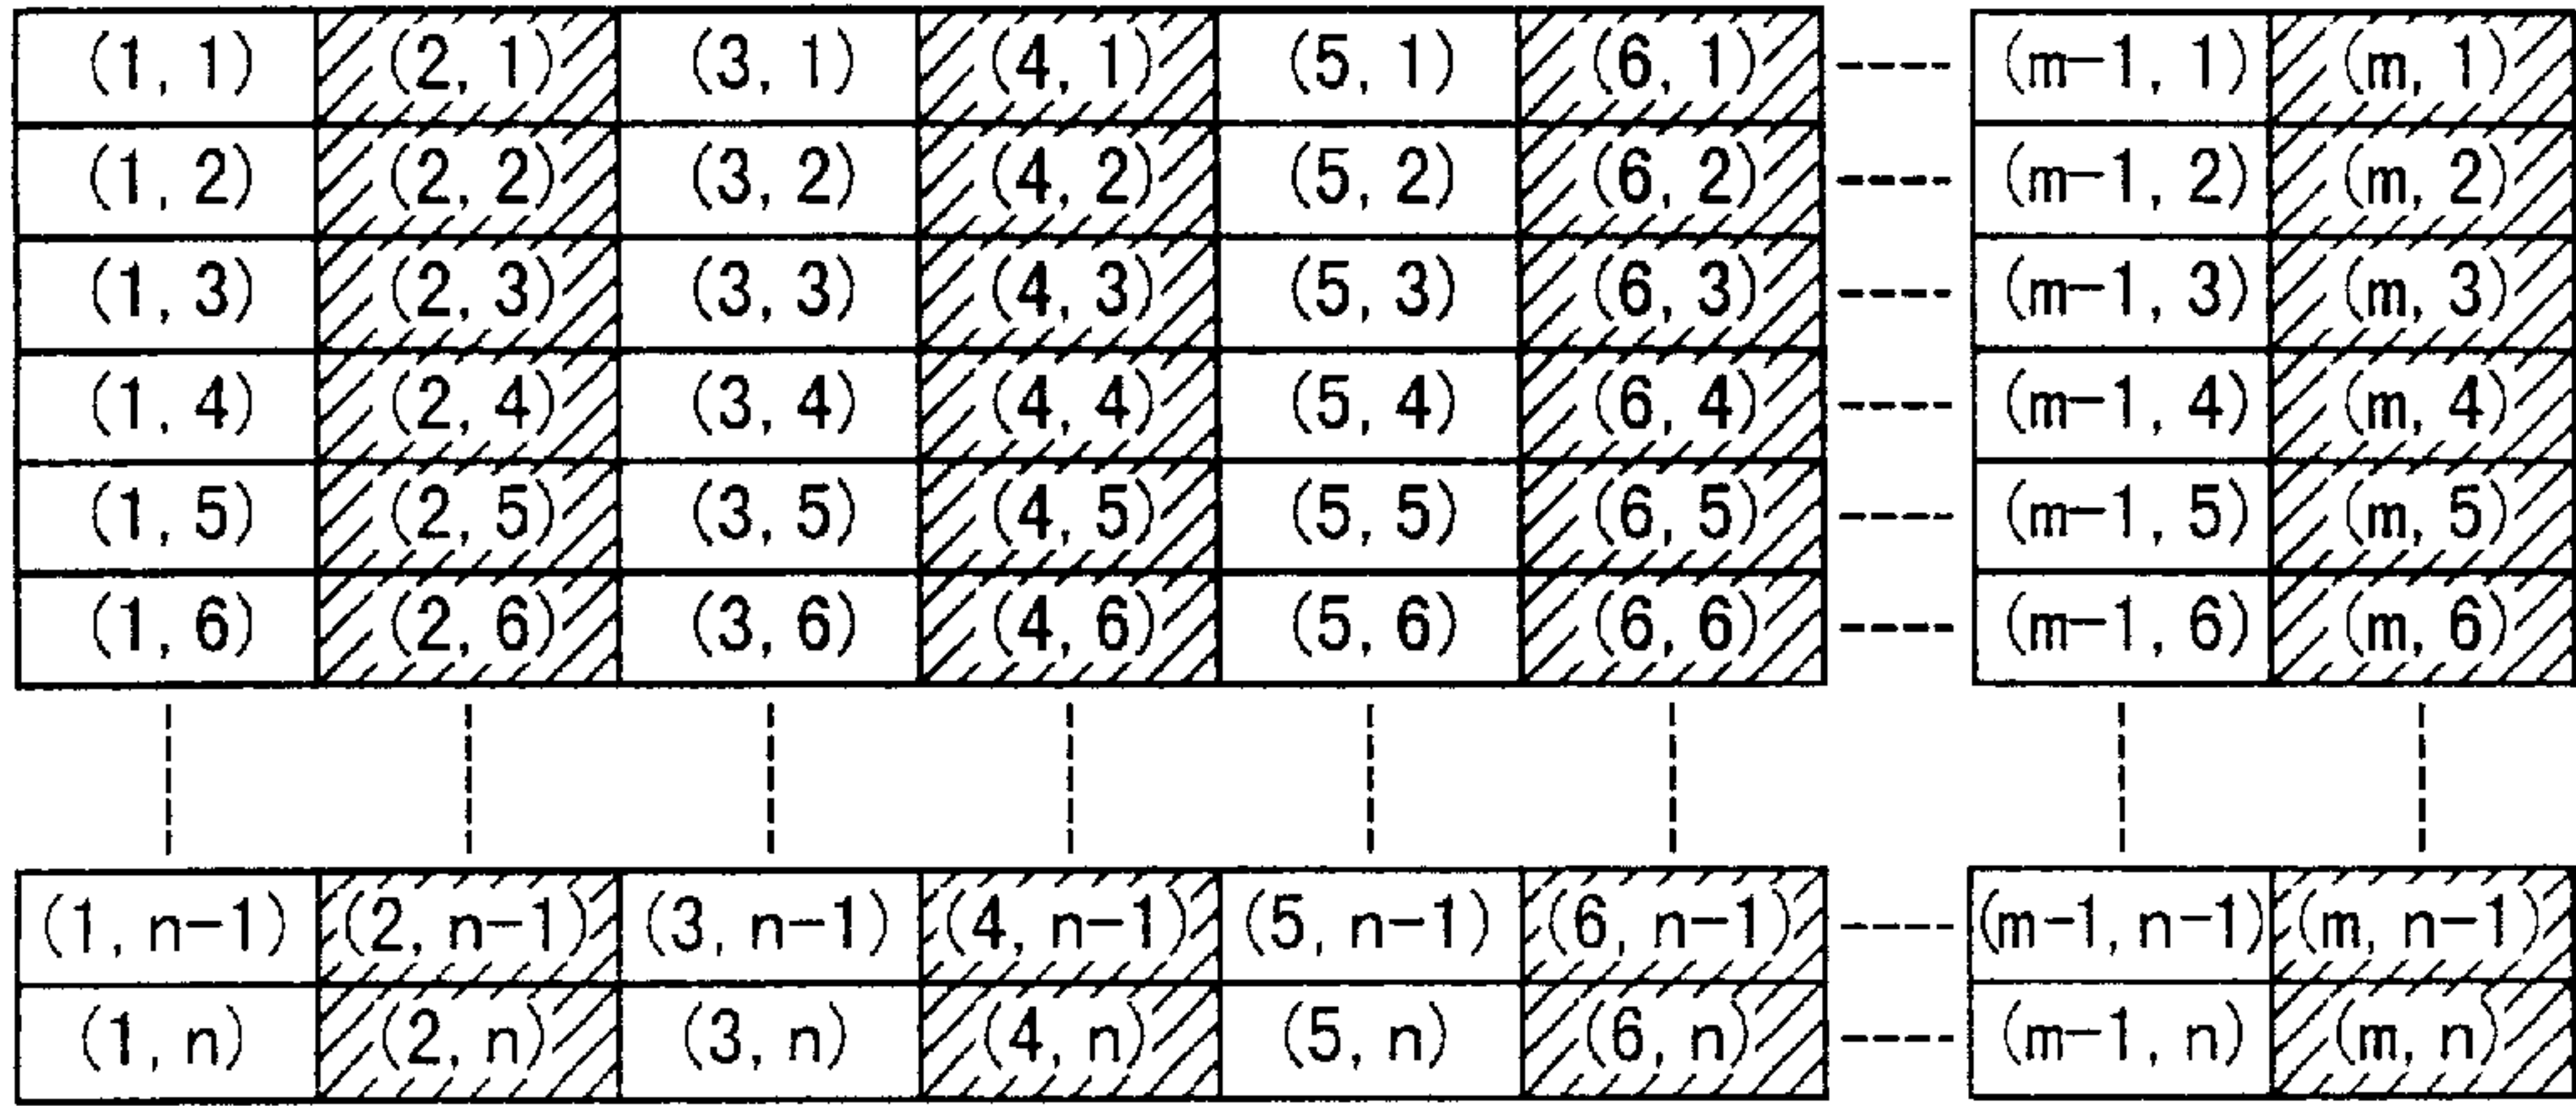 (1, 1) (2, 1) (3, 1) (4, 1) (5, 1) (6, 1) (m-1, 1) (m, 1)
(1, 2) (2, 2) (3, 2) (4, 2) (5, 2) (6, 2) (m-1, 2) (m, 2)
(1, 3) (2, 3) (3, 3) (4, 3) (5, 3) (6, 3) (m-1, 3) (m, 3)
(1, 4) (2, 4) (3, 4) (4, 4) (5, 4) (6, 4) (m-1, 4) (m, 4)
(1, 5) (2, 5) (3, 5) (4, 5) (5, 5) (6, 5) (m-1, 5) (m, 5)
(1, 6) (2, 6) (3, 6) (4, 6) (5, 6) (6, 6) (m-1, 6) (m, 6)
(1, n-1) (2, n-1) (3, n-1) (4, n-1) (5, n-1) (6, n-1) (m-1, n-1) (m, n-1)
(1, n) (2, n) (3, n) (4, n) (5, n) (6, n) (m-1, n) (m, n)